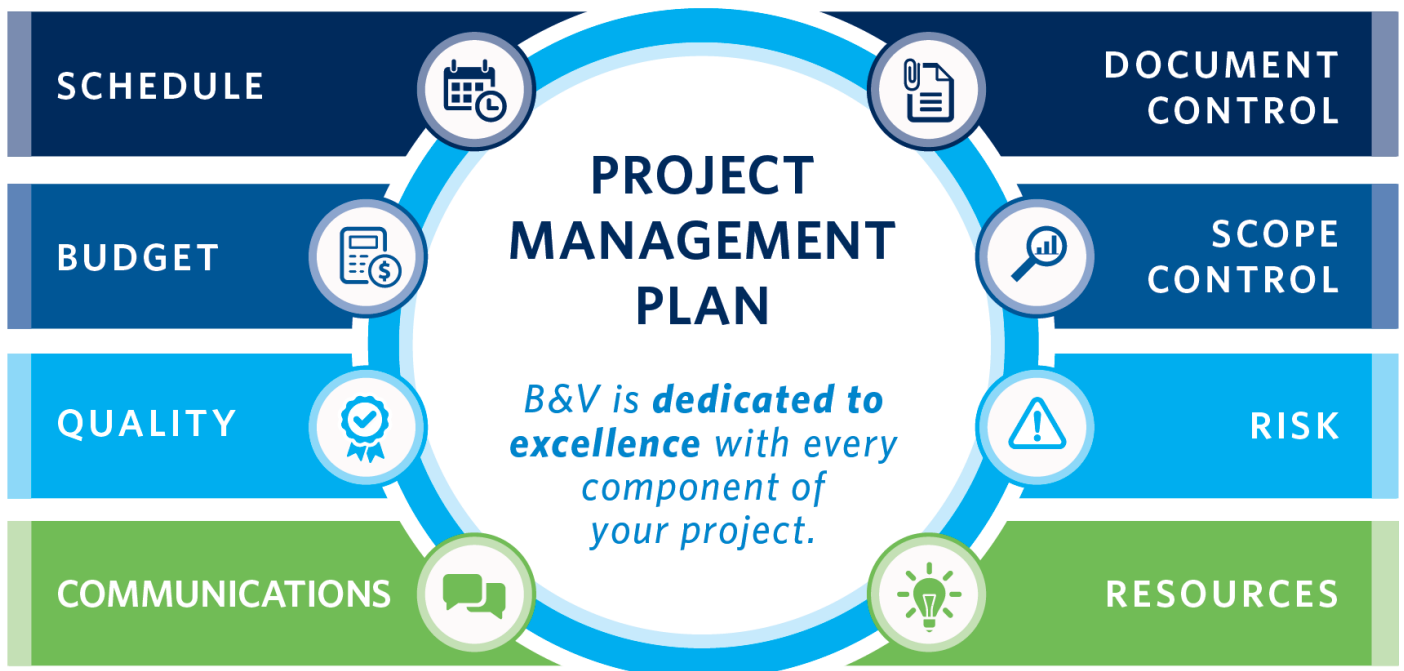 SCHEDULE
BUDGET
QUALITY
COMMUNICATIONS
PROJECT
MANAGEMENT
PLAN
B&V is dedicated to
excellence with every
component of
your project.
DOCUMENT
CONTROL
SCOPE
CONTROL
RISK
RESOURCES